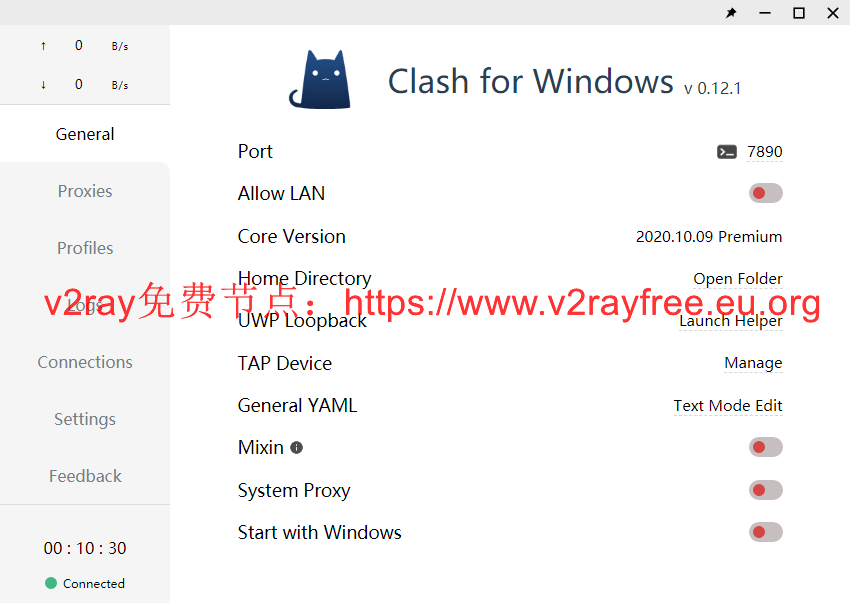 ↑ 0 B/s
↓ 0 B/s
General
Proxies
Profiles
Logs
Connections
Settings
Feedback
00 : 10 : 30
Connected
Clash for Windows v 0.12.1
Port 7890
Allow LAN
Core Version 2020.10.09 Premium
Home Directory Open Folder
v2ray免费节点：https://www.v2rayfree.eu.org
UWP Loopback Launch Helper
TAP Device Manage
General YAML Text Mode Edit
Mixin
System Proxy
Start with Windows